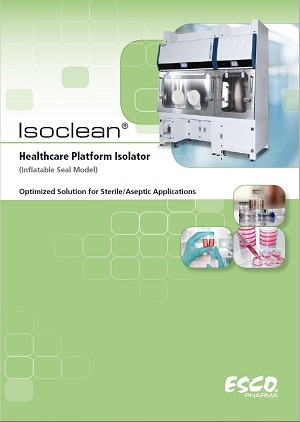 Isoclean®
Healthcare Platform Isolator
(Inflatable Seal Model)
Optimized Solution for Sterile/Aseptic Applications
ESCO
PHARMA